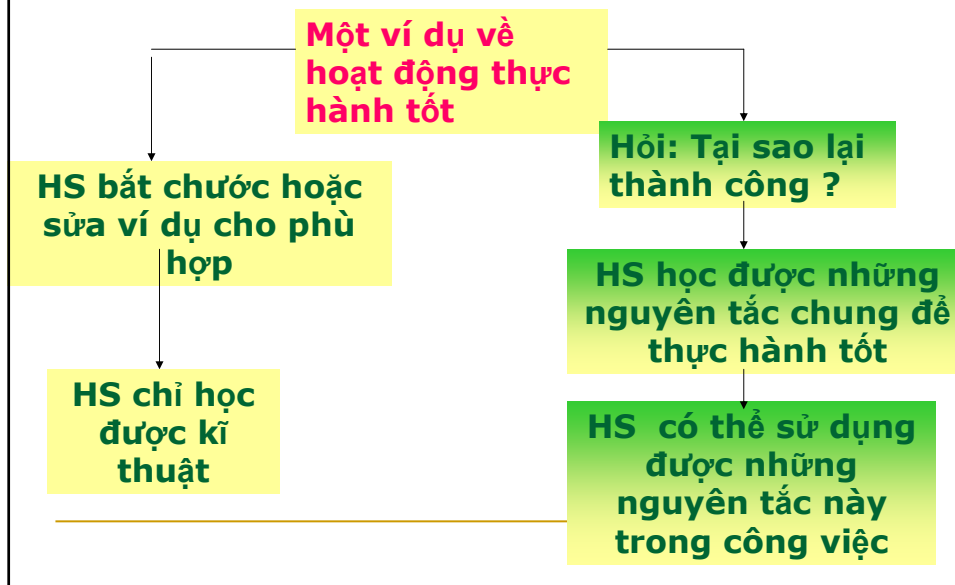 Một ví dụ về
hoạt động thực
hành tốt
HS bắt chước hoặc
sửa ví dụ cho phù
hợp
HS chỉ học
được kĩ
thuật
Hỏi: Tại sao lại
thành công ?
HS học được những
nguyên tắc chung để
thực hành tốt
HS có thể sử dụng
được những
nguyên tắc này
trong công việc